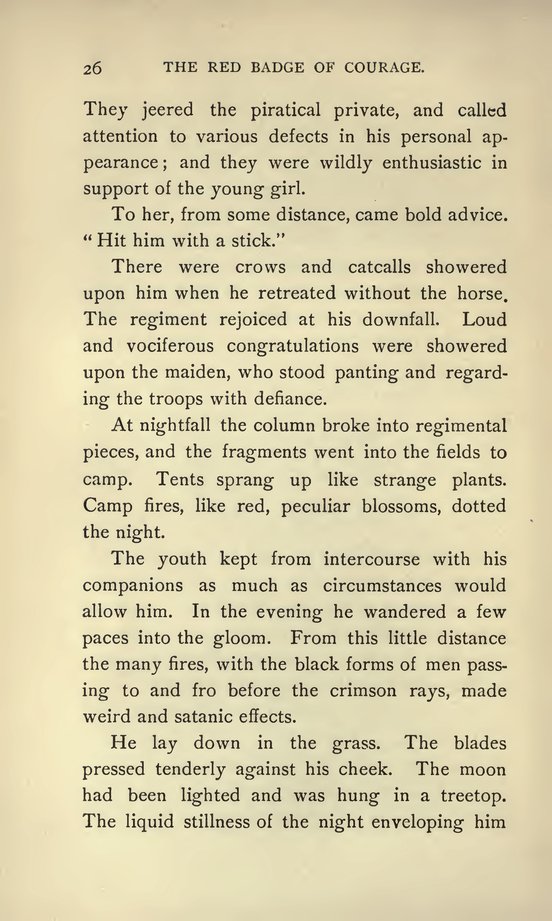 26 THE RED BADGE OF COURAGE.
They jeered the piratical private, and called
attention to various defects in his personal ap-
pearance; and they were wildly enthusiastic in
support of the young girl.
To her, from some distance, came bold advice.
"Hit him with a stick."
There were crows and catcalls showered
upon him when he retreated without the horse.
The regiment rejoiced at his downfall. Loud
and vociferous congratulations were showered
upon the maiden, who stood panting and regard-
ing the troops with defiance.
At nightfall the column broke into regimental
pieces, and the fragments went into the fields to
camp. Tents sprang up like strange plants.
Camp fires, like red, peculiar blossoms, dotted
the night.
The youth kept from intercourse with his
companions as much as circumstances would
allow him. In the evening he wandered a few
paces into the gloom. From this little distance
the many fires, with the black forms of men pass-
ing to and fro before the crimson rays, made
weird and satanic effects.
He lay down in the grass. The blades
pressed tenderly against his cheek. The moon
had been lighted and was hung in a treetop.
The liquid stillness of the night enveloping him